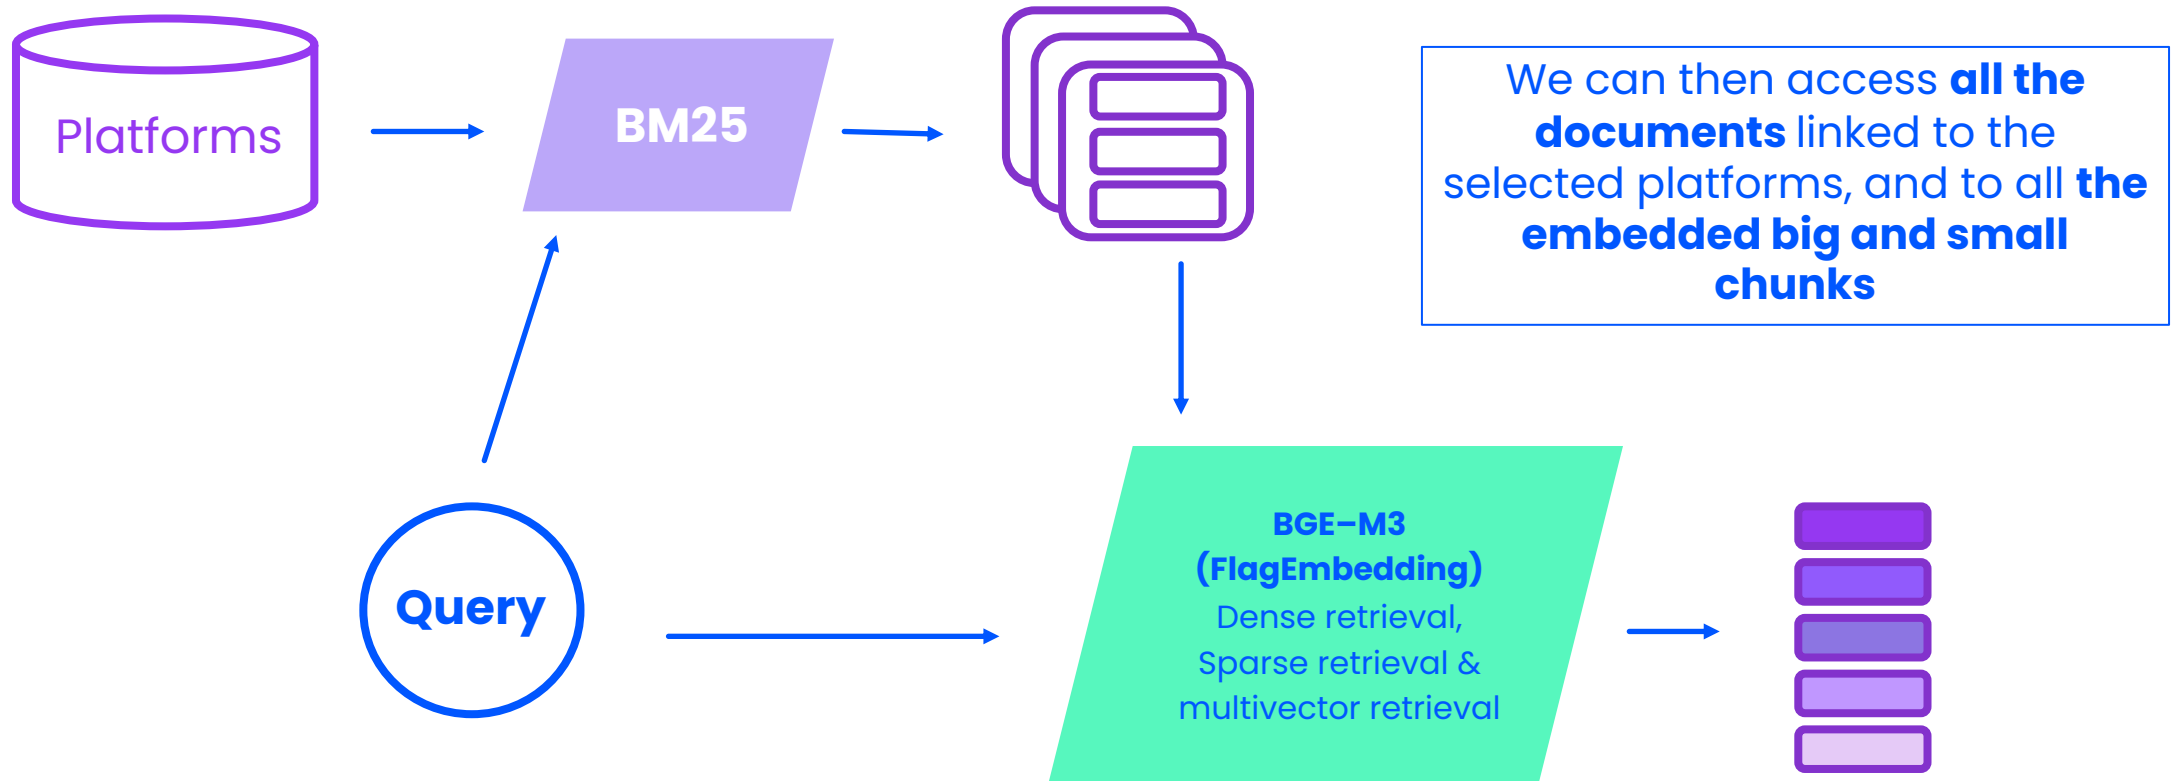 Platforms
BM25
We can then access all the
documents linked to the
selected platforms, and to all the
embedded big and small
chunks
Query
BGE–M3
(FlagEmbedding)
Dense retrieval,
Sparse retrieval &
multivector retrieval